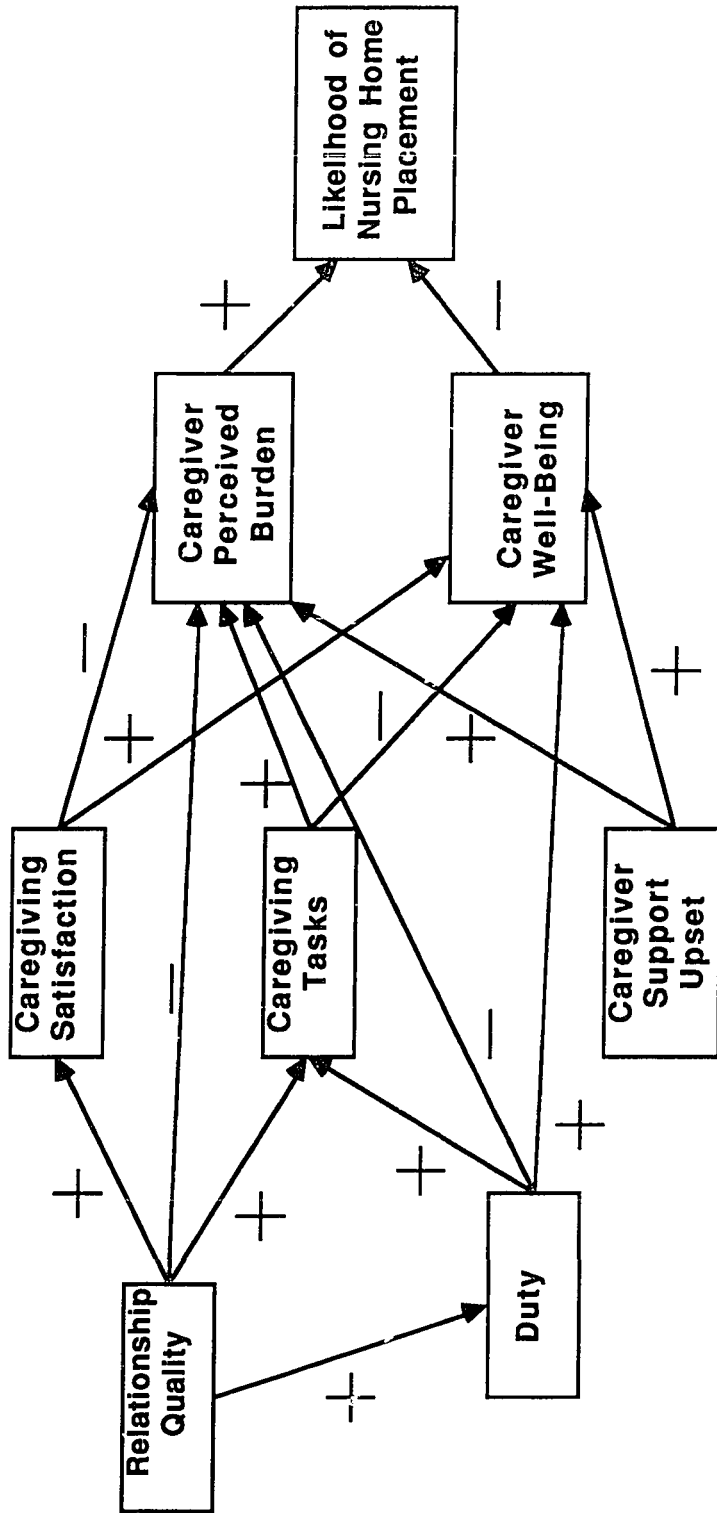 Relationship
Quality
Duty
Caregiving
Satisfaction
Caregiving
Tasks
Caregiver
Support
Upset
Caregiver
Perceived
Burden
Caregiver
Well-Being
Likelihood of
Nursing Home
Placement
+
+
+
+
+
+
+
+
+
+
+
−
−
−
−
−